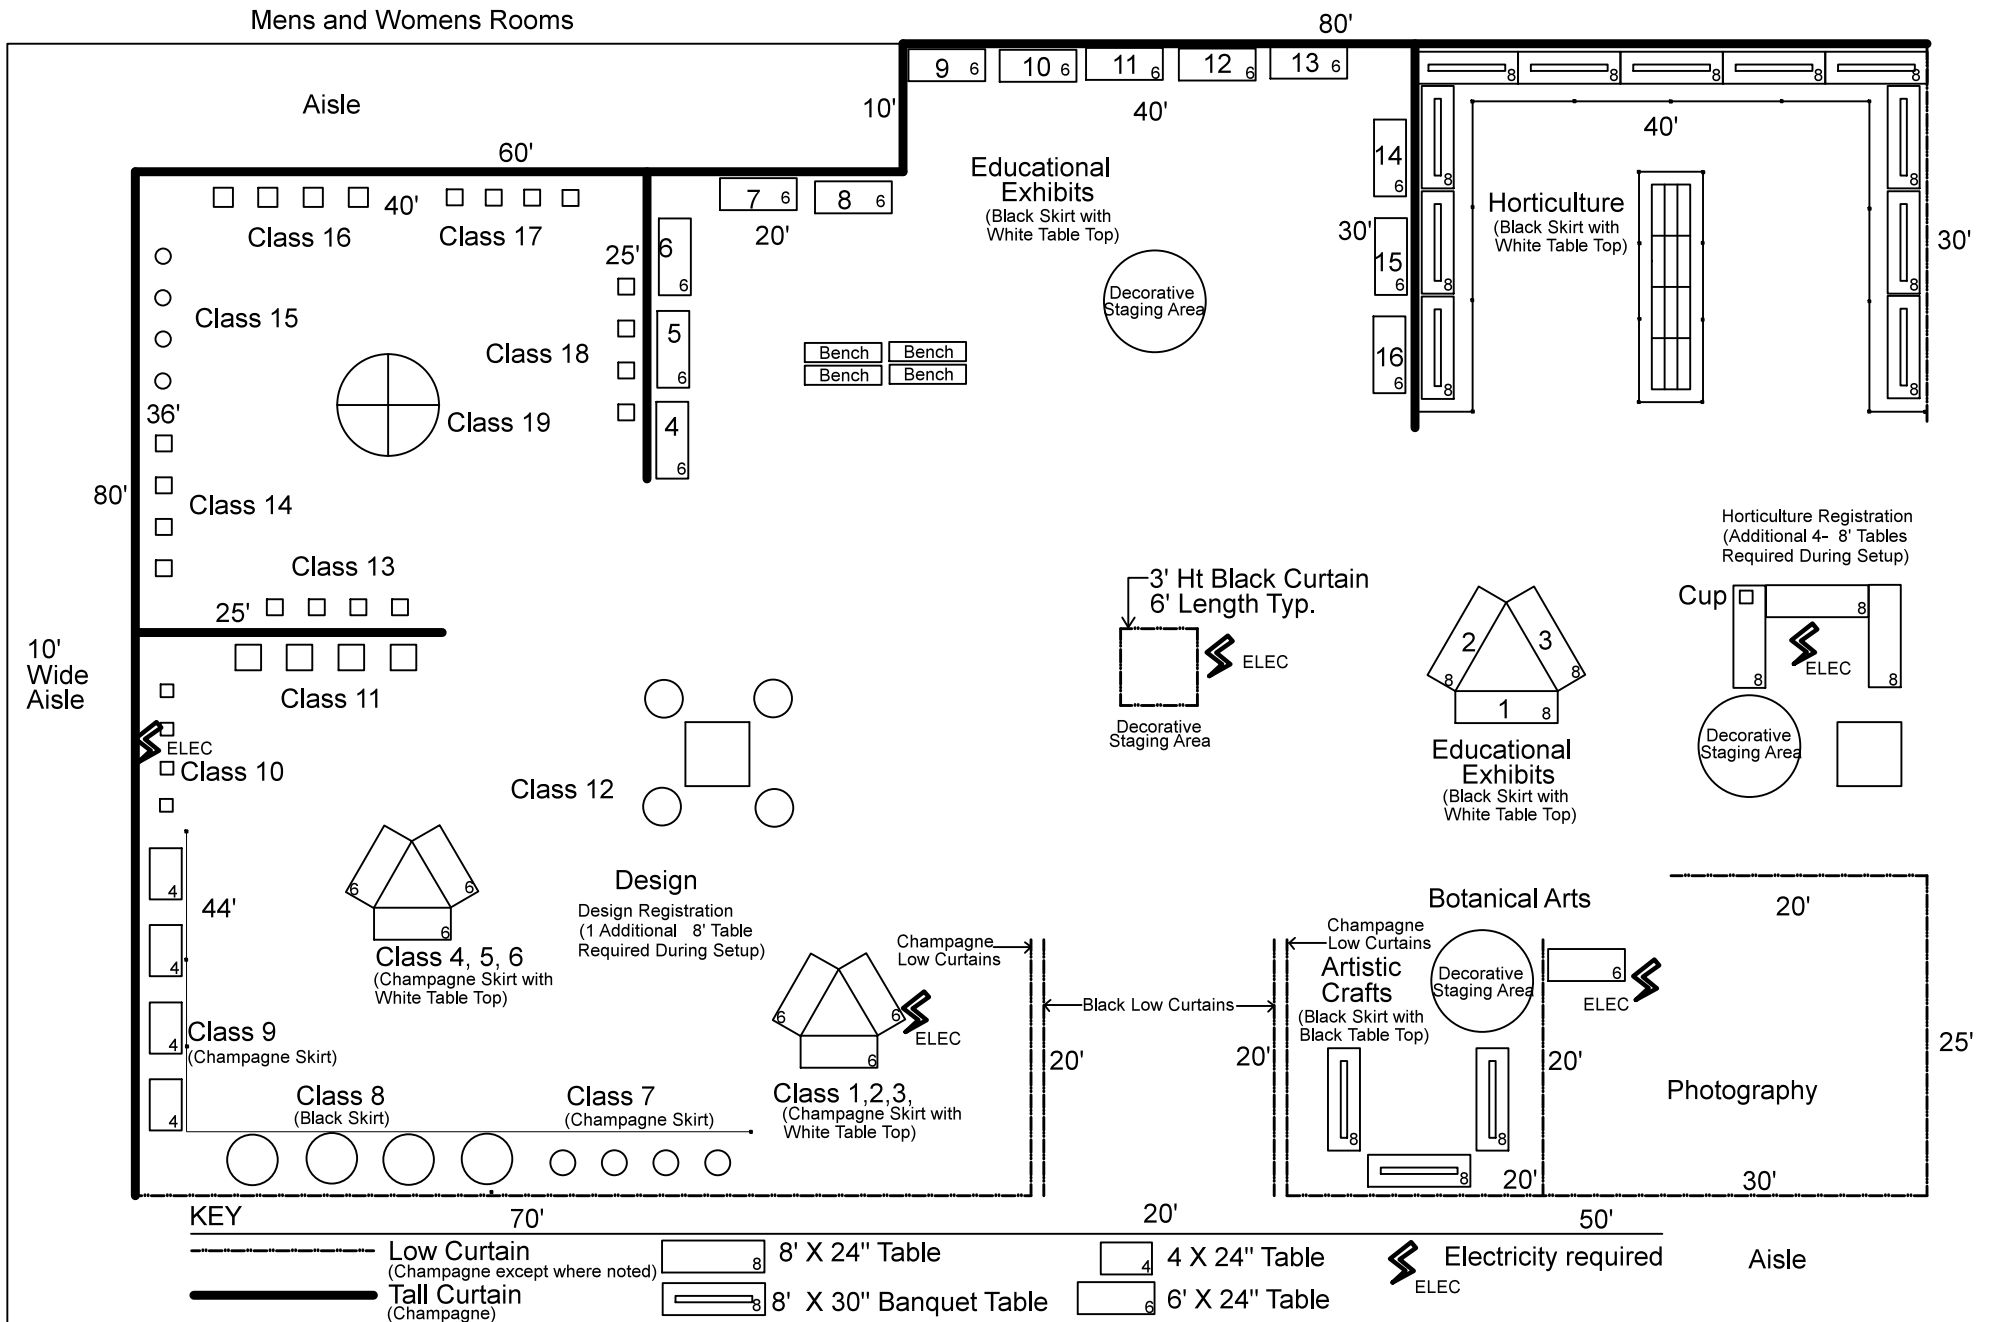 Mens and Womens Rooms
80'
Aisle
60'
10'
9 6
10 6
11 6
12 6
13 6
40'
8
8
8
8
8
40'
Class 16
Class 17
25'
7 6
8 6
20'
6
6
5
6
4
6
Educational
Exhibits
(Black Skirt with
White Table Top)
Decorative
Staging Area
Bench
Bench
Bench
Bench
14
6
30'
15
6
16
6
8
8
8
40'
Horticulture
(Black Skirt with
White Table Top)
8
8
8
30'
Class 15
Class 18
36'
Class 19
80'
Class 14
Class 13
25'
10'
Wide
Aisle
Class 11
ELEC
Class 10
Class 12
3' Ht Black Curtain
6' Length Typ.
ELEC
Decorative
Staging Area
2
8
3
8
1 8
Educational
Exhibits
(Black Skirt with
White Table Top)
Horticulture Registration
(Additional 4- 8' Tables
Required During Setup)
Cup
8
8
8
ELEC
Decorative
Staging Area
4
4
4
4
44'
6
6
6
Class 4, 5, 6
(Champagne Skirt with
White Table Top)
Design
Design Registration
(1 Additional 8' Table
Required During Setup)
Class 9
(Champagne Skirt)
Class 8
(Black Skirt)
Class 7
(Champagne Skirt)
6
6
6
ELEC
Class 1,2,3,
(Champagne Skirt with
White Table Top)
Champagne
Low Curtains
Black Low Curtains
20'
20'
Botanical Arts
Champagne
Low Curtains
Artistic
Crafts
(Black Skirt with
Black Table Top)
Decorative
Staging Area
8
8
8
20'
20'
6
ELEC
20'
25'
Photography
30'
KEY
70'
20'
50'
Low Curtain
(Champagne except where noted)
Tall Curtain
(Champagne)
8
8' X 24" Table
8
8' X 30" Banquet Table
4
4 X 24" Table
6
6' X 24" Table
ELEC
Electricity required
Aisle